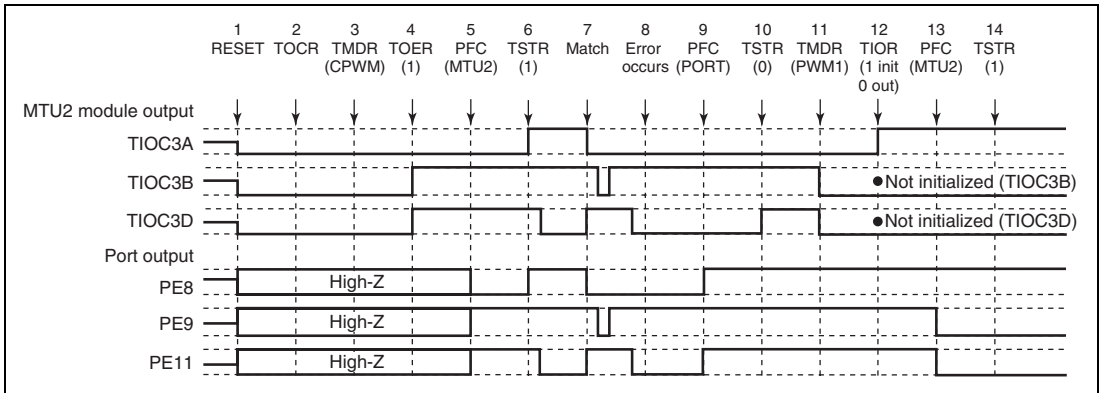 1 2 3 4 5 6 7 8 9 10 11 12 13 14
RESET TOCR TMDR TOER PFC TSTR Match Error PFC TSTR TMDR TIOR PFC TSTR
(CPWM) (1) (MTU2) (1) occurs (PORT) (0) (PWM1) (1 init (MTU2) (1)
0 out)
MTU2 module output
TIOC3A
TIOC3B ●Not initialized (TIOC3B)
TIOC3D ●Not initialized (TIOC3D)
Port output
PE8 High-Z
PE9 High-Z
PE11 High-Z